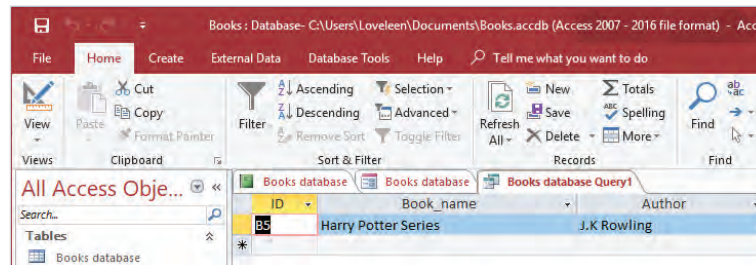 Books : Database- C:\Users\Loveleen\Documents\Books.accdb (Access 2007 - 2016 file format) - Acc
File Home Create External Data Database Tools Help Tell me what you want to do
View Paste Cut Copy Format Painter
Filter Ascending Descending Remove Sort Selection Advanced Toggle Filter
Refresh All New Save Delete Totals Spelling More Find
Views Clipboard Sort & Filter Records Find
All Access Obje... « Books database Books database Books database Query1
Search...
ID Book_name Author
Tables B5 Harry Potter Series J.K Rowling
Books database *